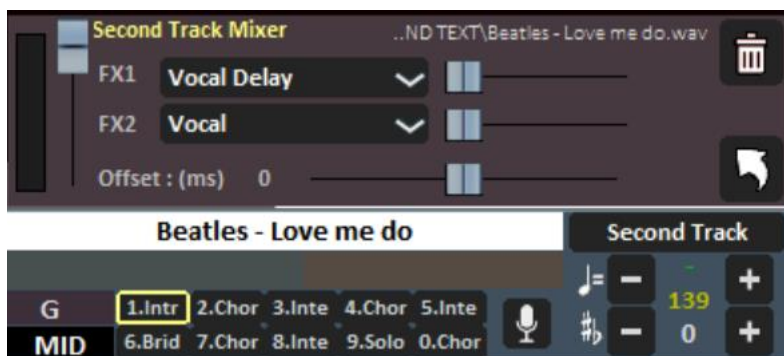 Second Track Mixer ..ND TEXT\Beatles - Love me do.wav
FX1 Vocal Delay
FX2 Vocal
Offset : (ms) 0
Beatles - Love me do Second Track
- 
139
G 1.Intr 2.Chor 3.Inte 4.Chor 5.Inte
0
MID 6.Brid 7.Chor 8.Inte 9.Solo 0.Chor